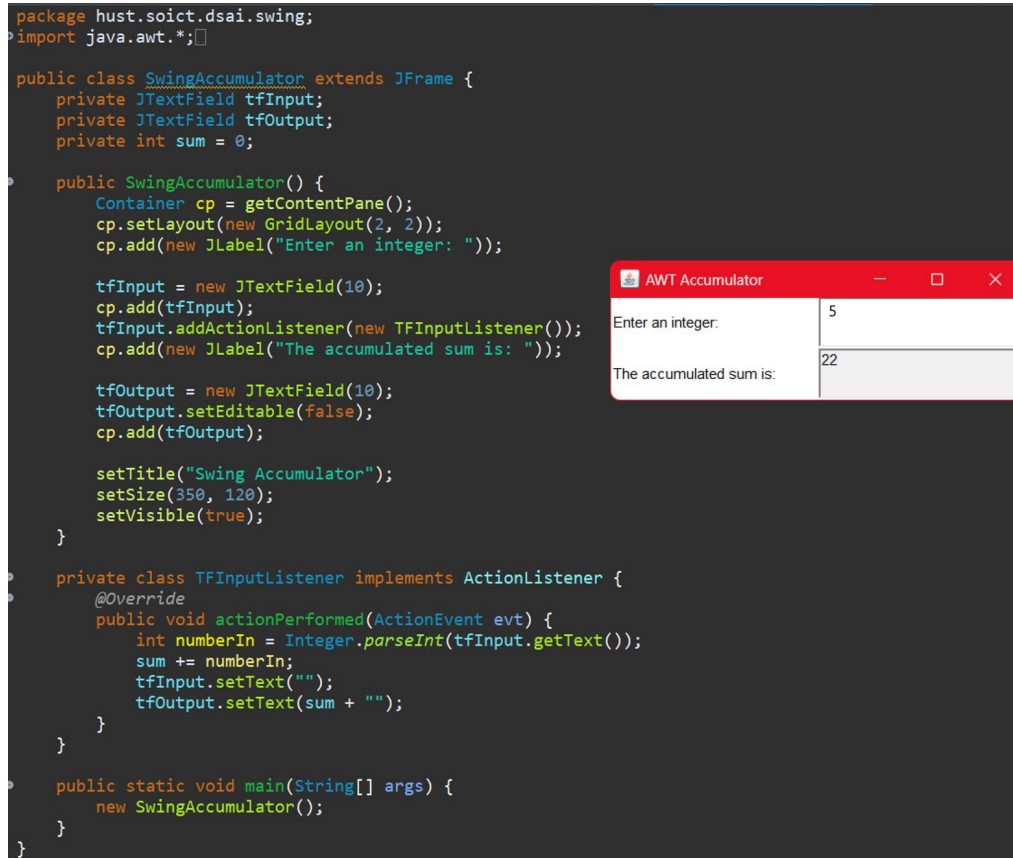 package hust.soict.dsai.swing;
import java.awt.*;
public class SwingAccumulator extends JFrame {
    private JTextField tfInput;
    private JTextField tfOutput;
    private int sum = 0;
    public SwingAccumulator() {
        Container cp = getContentPane();
        cp.setLayout(new GridLayout(2, 2));
        cp.add(new JLabel("Enter an integer: "));
        tfInput = new JTextField(10);
        cp.add(tfInput);
        tfInput.addActionListener(new TFInputListener());
        cp.add(new JLabel("The accumulated sum is: "));
        tfOutput = new JTextField(10);
        tfOutput.setEditable(false);
        cp.add(tfOutput);
        setTitle("Swing Accumulator");
        setSize(350, 120);
        setVisible(true);
    }
    private class TFInputListener implements ActionListener {
        @Override
        public void actionPerformed(ActionEvent evt) {
            int numberIn = Integer.parseInt(tfInput.getText());
            sum += numberIn;
            tfInput.setText("");
            tfOutput.setText(sum + "");
        }
    }
    public static void main(String[] args) {
        new SwingAccumulator();
    }
}
AWT Accumulator
Enter an integer: 5
The accumulated sum is: 22